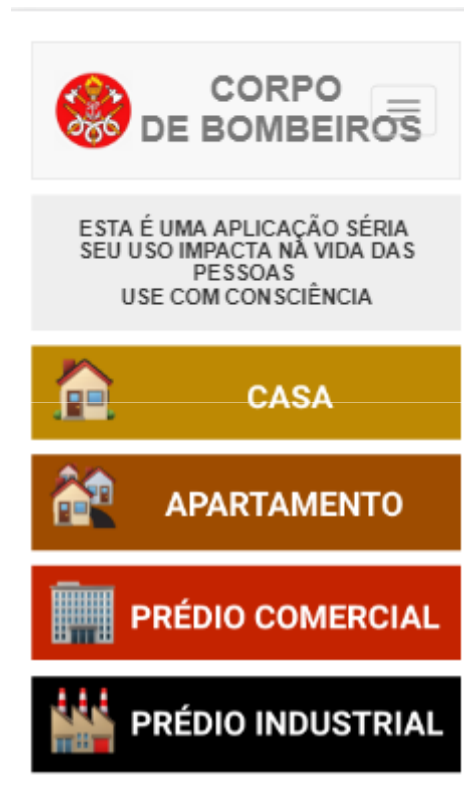 CORPO
DE BOMBEIROS
ESTA É UMA APLICAÇÃO SÉRIA
SEU USO IMPACTA NA VIDA DAS
PESSOAS
USE COM CONSCIÊNCIA
CASA
APARTAMENTO
PRÉDIO COMERCIAL
PRÉDIO INDUSTRIAL